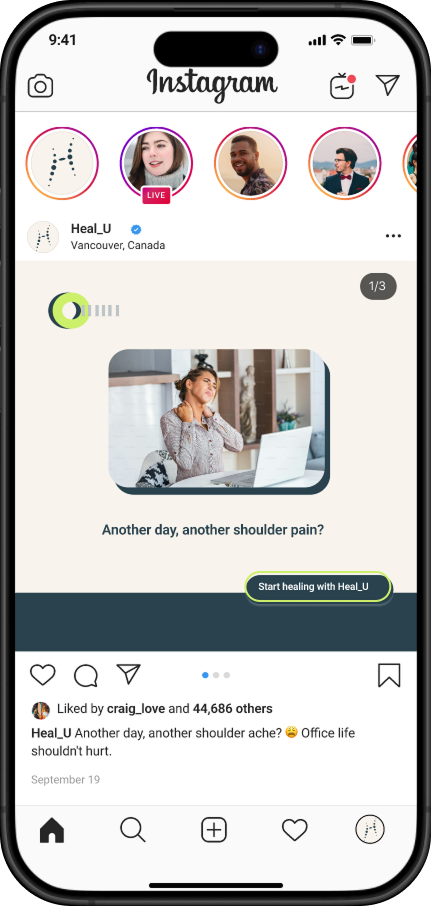 9:41
Instagram
LIVE
Heal_U
Vancouver, Canada
1/3
Another day, another shoulder pain?
Start healing with Heal_U
Liked by craig_love and 44,686 others
Heal_U Another day, another shoulder ache? 😩 Office life
shouldn't hurt.
September 19